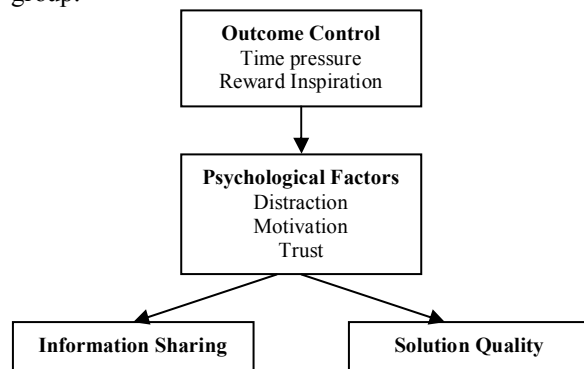 group.
Outcome Control
Time pressure
Reward Inspiration
Psychological Factors
Distraction
Motivation
Trust
Information Sharing
Solution Quality